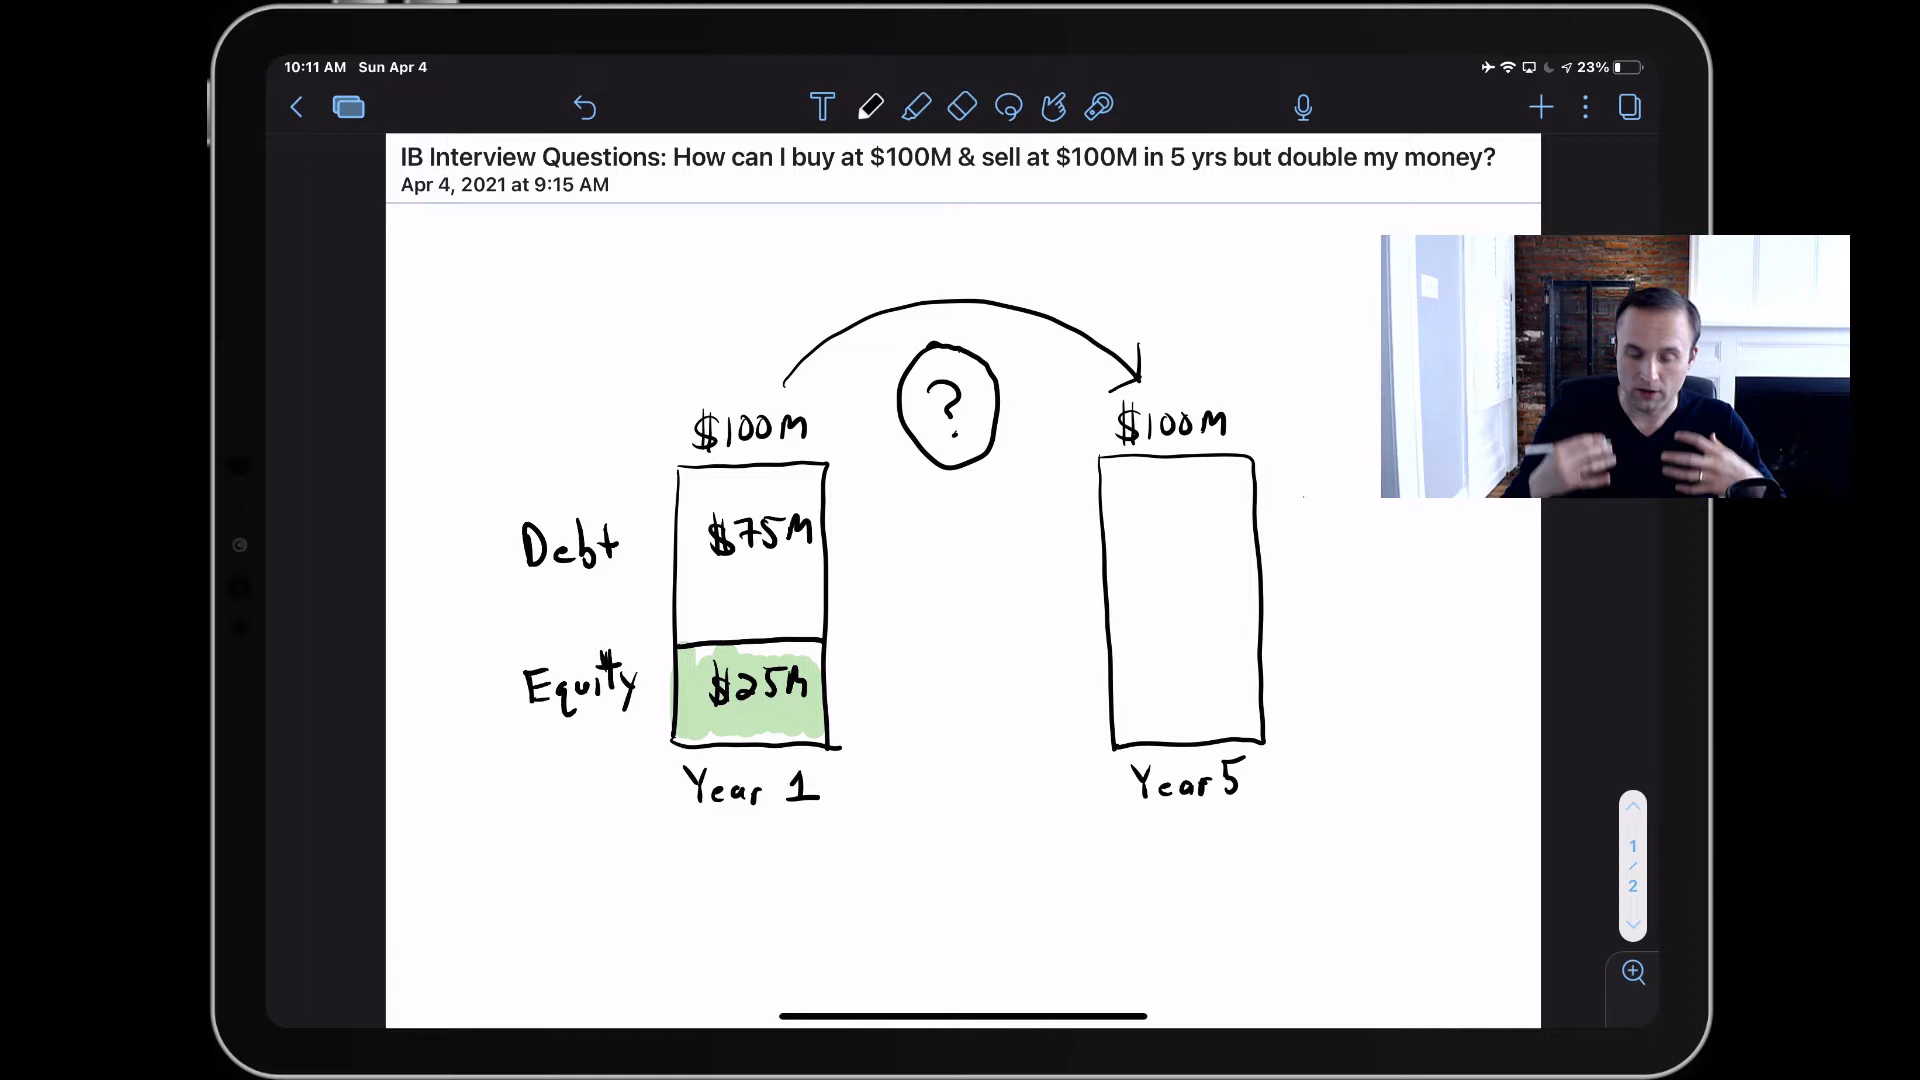 10:11 AM Sun Apr 4
23%
IB Interview Questions: How can I buy at $100M & sell at $100M in 5 yrs but double my money?
Apr 4, 2021 at 9:15 AM
?
$100M $100M
Debt $75M
Equity $25M
Year 1 Year 5
1
/
2